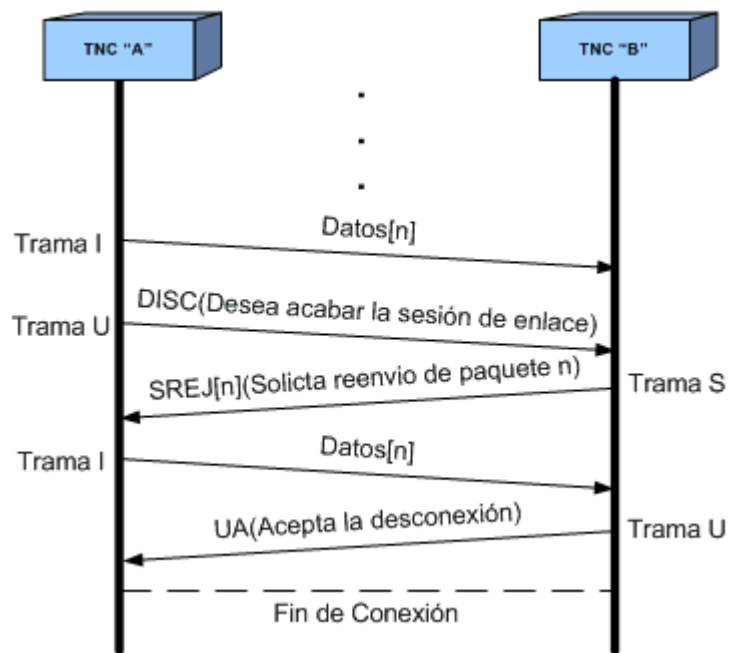 TNC “A”
TNC “B”
Trama I
Datos[n]
DISC(Desea acabar la sesión de enlace)
Trama U
SREJ[n](Solicta reenvio de paquete n)
Trama S
Trama I
Datos[n]
UA(Acepta la desconexión)
Trama U
Fin de Conexión